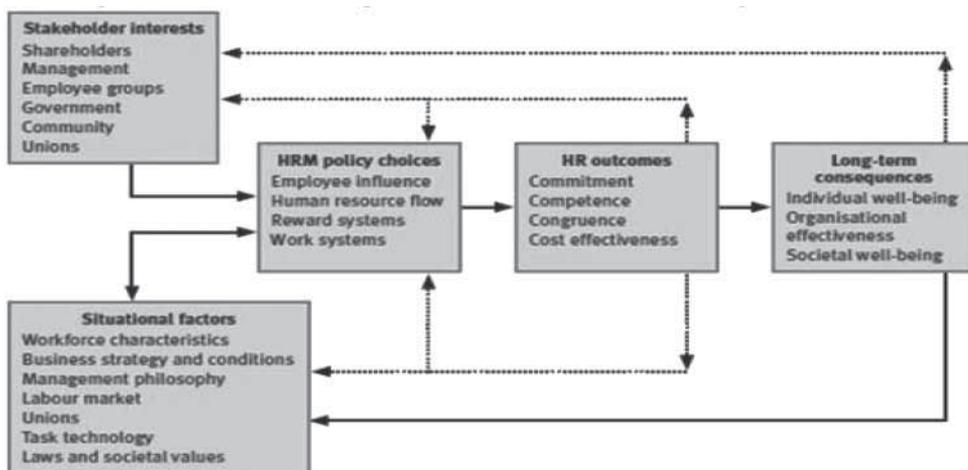 Stakeholder interests
Shareholders
Management
Employee groups
Government
Community
Unions
HRM policy choices
Employee influence
Human resource flow
Reward systems
Work systems
HR outcomes
Commitment
Competence
Congruence
Cost effectiveness
Long-term
consequences
Individual well-being
Organisational
effectiveness
Societal well-being
Situational factors
Workforce characteristics
Business strategy and conditions
Management philosophy
Labour market
Unions
Task technology
Laws and societal values